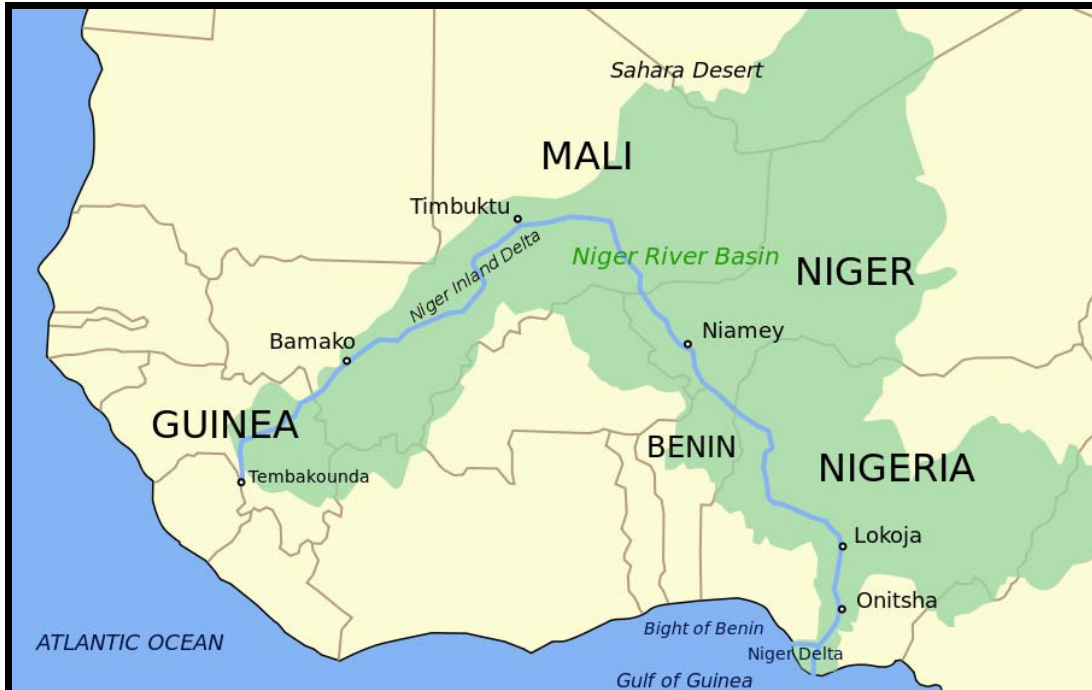 Sahara Desert
MALI
Timbuktu
Niger Inland Delta
Niger River Basin
NIGER
Niamey
Bamako
GUINEA
BENIN
NIGERIA
Tembakounda
Lokoja
Onitsha
Bight of Benin
ATLANTIC OCEAN
Niger Delta
Gulf of Guinea